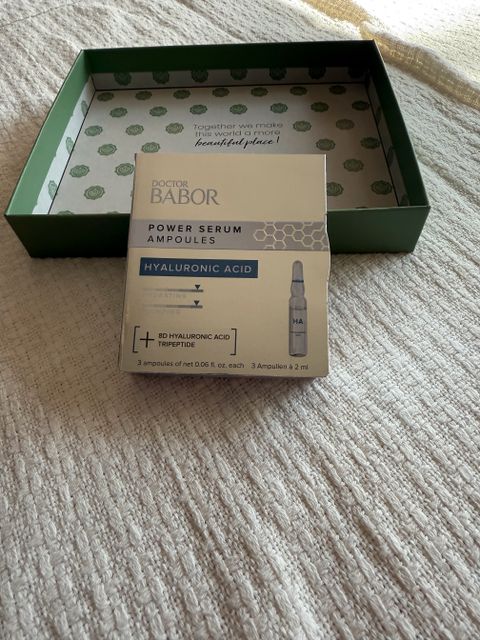 Together we make
this world a more
beautiful place!
DOCTOR
BABOR
POWER SERUM
AMPOULES
HYALURONIC ACID
HYDRATING
HA
+ 8D HYALURONIC ACID
TRIPEPTIDE
3 ampoules of net 0.06 fl. oz. each 3 Ampullen à 2 ml